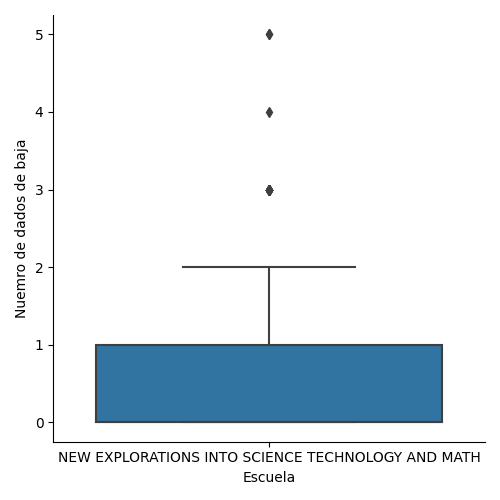 5
4
3
2
1
0
Nuemro de dados de baja
NEW EXPLORATIONS INTO SCIENCE TECHNOLOGY AND MATH
Escuela